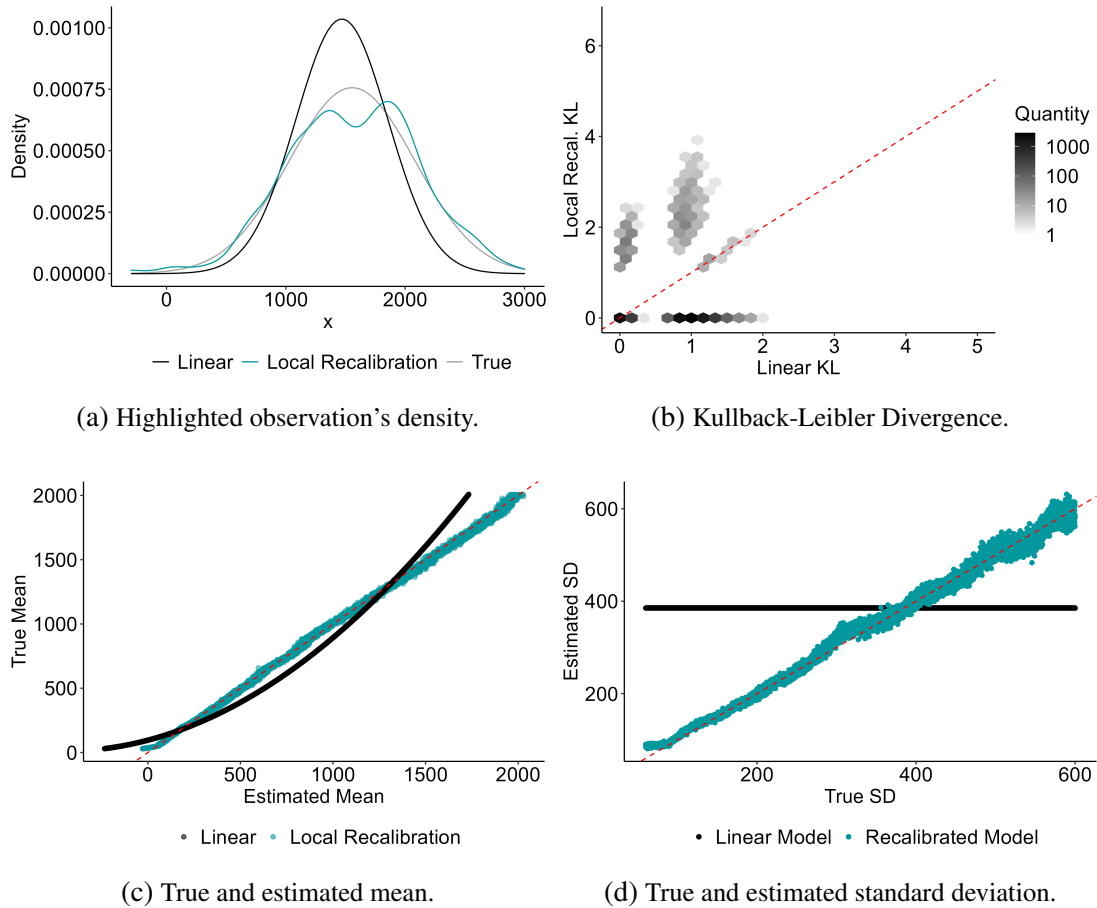 0.00100
0.00075
0.00050
0.00025
0.00000
Density
0 1000 2000 3000
x
Linear Local Recalibration True
(a) Highlighted observation's density.
6
4
2
0
Local Recal. KL
0 1 2 3 4 5
Linear KL
Quantity
1000
100
10
1
(b) Kullback-Leibler Divergence.
2000
1500
1000
500
0
True Mean
0 500 1000 1500 2000
Estimated Mean
Linear Local Recalibration
(c) True and estimated mean.
600
400
200
Estimated SD
200 400 600
True SD
Linear Model Recalibrated Model
(d) True and estimated standard deviation.